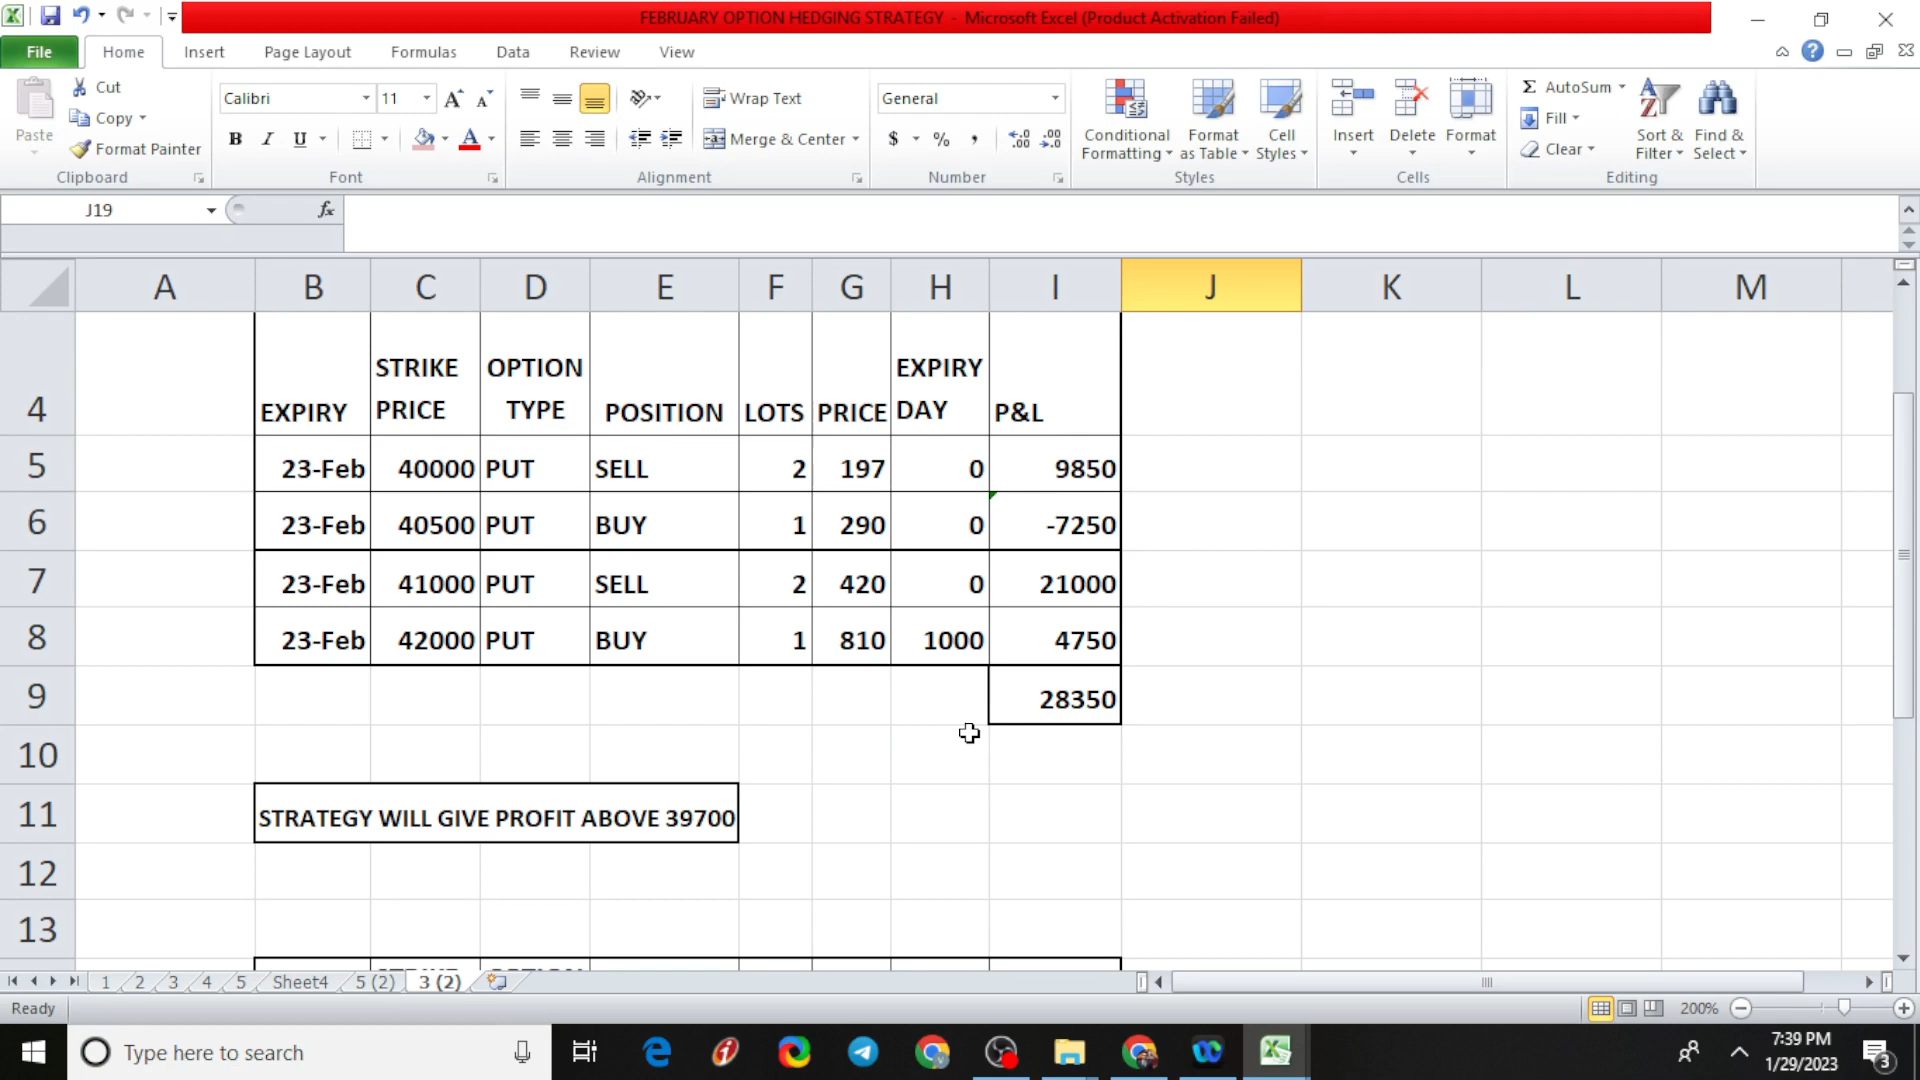 FEBRUARY OPTION HEDGING STRATEGY - Microsoft Excel (Product Activation Failed)
File Home Insert Page Layout Formulas Data Review View
Paste
Cut
Copy
Format Painter
Clipboard
Calibri 11
B I U A
Font
Wrap Text
Merge & Center
Alignment
General
$ % ,
Number
Conditional Formatting
Format as Table
Cell Styles
Styles
Insert Delete Format
Cells
Σ AutoSum
Fill
Clear
Sort & Filter
Find & Select
Editing
J19 fx
A B C D E F G H I J K L M
4 EXPIRY STRIKE PRICE OPTION TYPE POSITION LOTS PRICE EXPIRY DAY P&L
5 23-Feb 40000 PUT SELL 2 197 0 9850
6 23-Feb 40500 PUT BUY 1 290 0 -7250
7 23-Feb 41000 PUT SELL 2 420 0 21000
8 23-Feb 42000 PUT BUY 1 810 1000 4750
9 28350
10
11 STRATEGY WILL GIVE PROFIT ABOVE 39700
12
13
1 2 3 4 5 Sheet4 5 (2) 3 (2)
Ready 200%
Type here to search
7:39 PM
1/29/2023
3